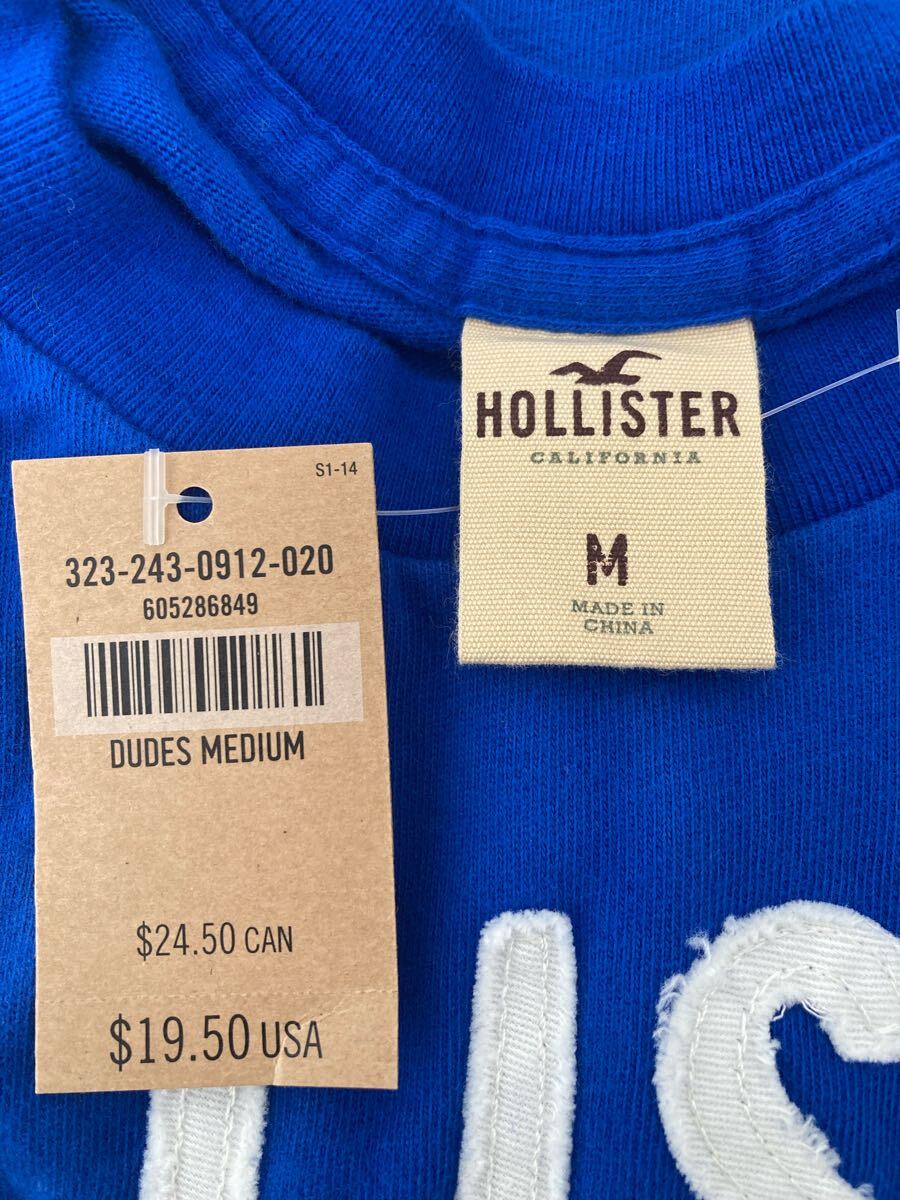 S1-14
323-243-0912-020
605286849
DUDES MEDIUM
$24.50 CAN
$19.50 USA
HOLLISTER
CALIFORNIA
M
MADE IN
CHINA